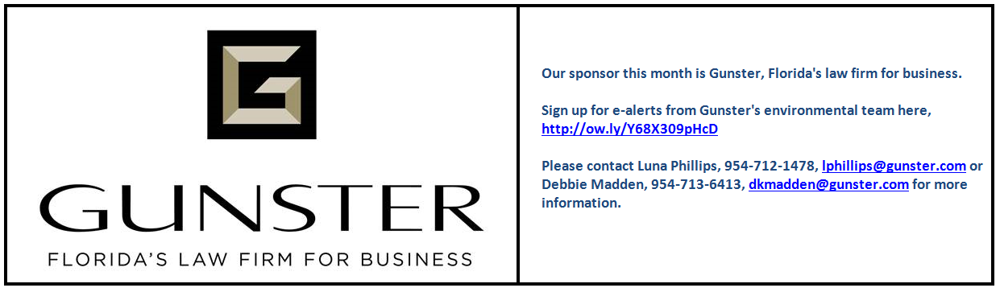 G
GUNSTER
FLORIDA'S LAW FIRM FOR BUSINESS
Our sponsor this month is Gunster, Florida's law firm for business.
Sign up for e-alerts from Gunster's environmental team here,
http://ow.ly/Y68X309pHcD
Please contact Luna Phillips, 954-712-1478, lphillips@gunster.com or
Debbie Madden, 954-713-6413, dkmadden@gunster.com for more
information.